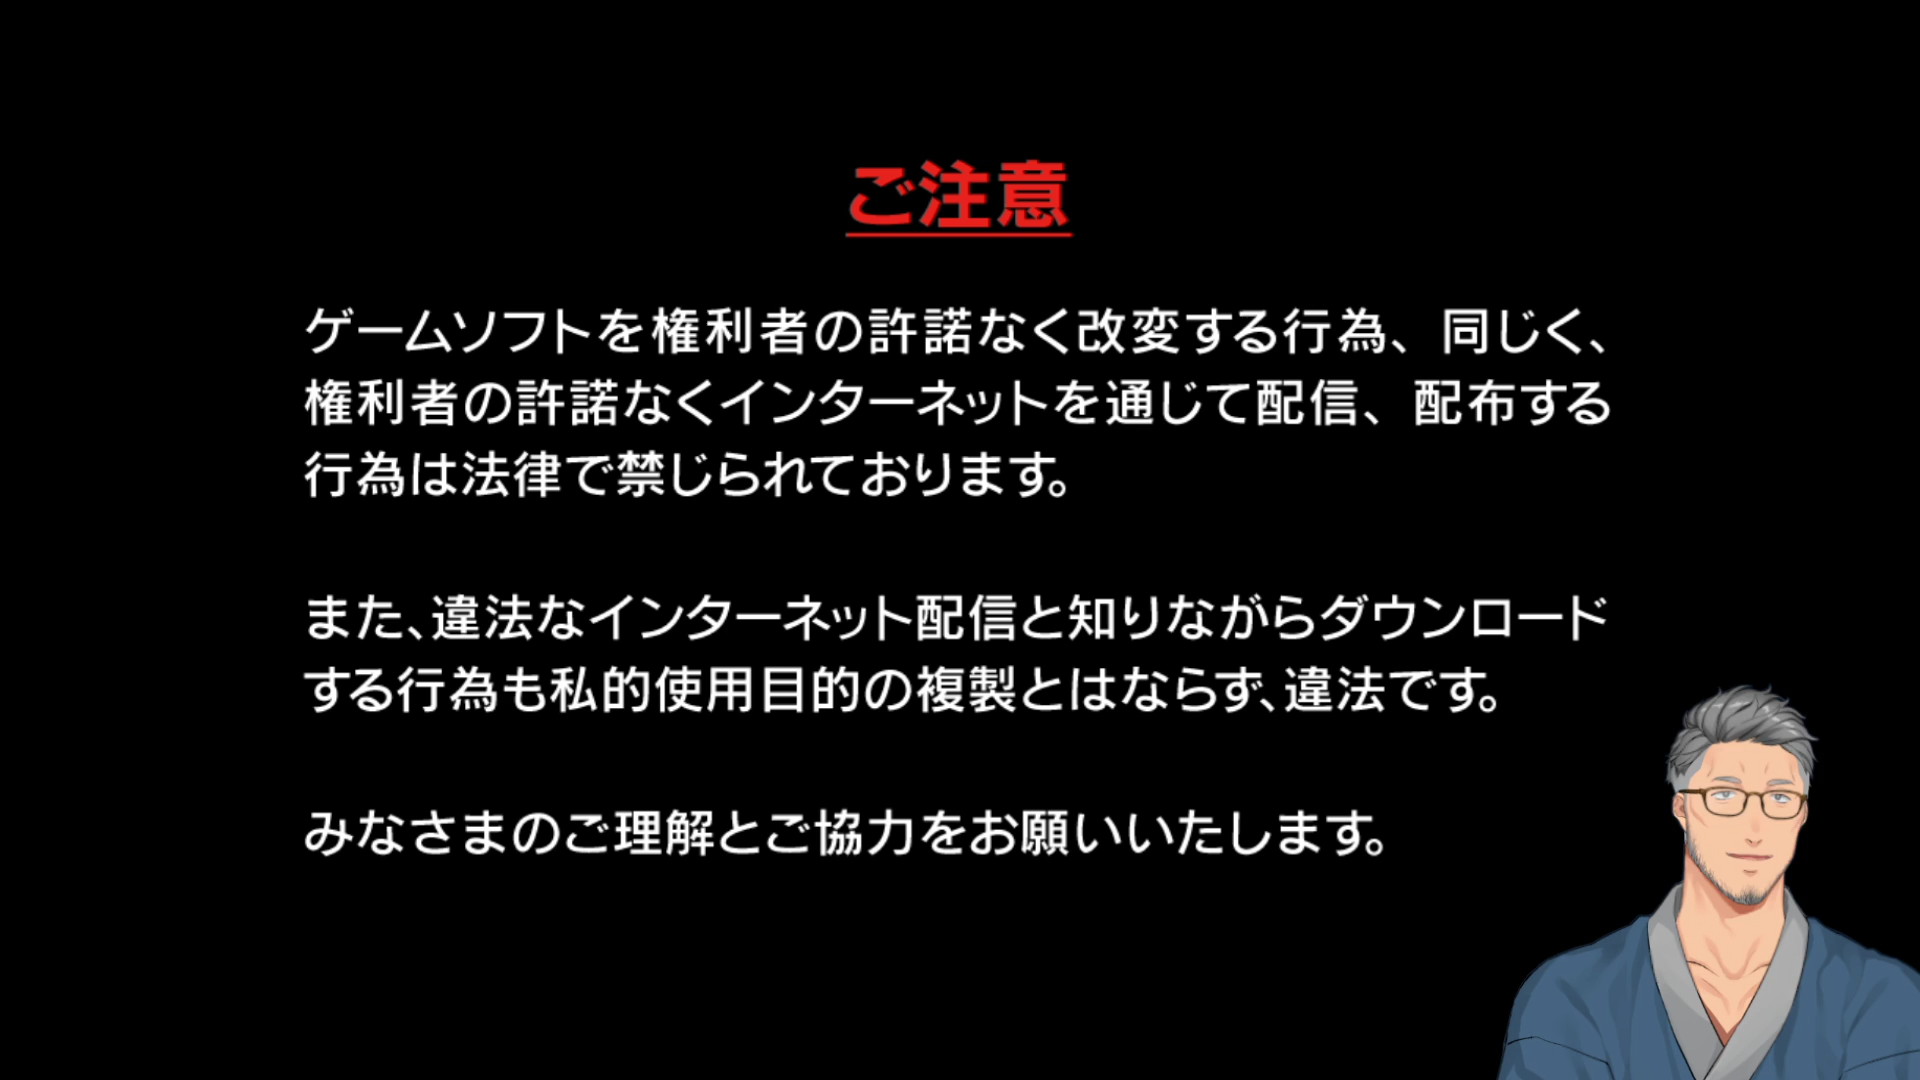 ご注意
ゲームソフトを権利者の許諾なく改変する行為、同じく、
権利者の許諾なくインターネットを通じて配信、配布する
行為は法律で禁じられております。
また、違法なインターネット配信と知りながらダウンロード
する行為も私的使用目的の複製とはならず、違法です。
みなさまのご理解とご協力をお願いいたします。